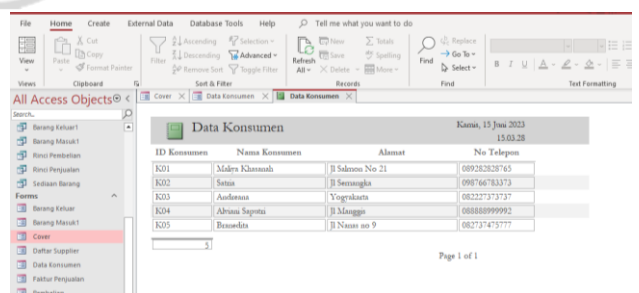 File Home Create External Data Database Tools Help Tell me what you want to do
View
Paste
Cut
Copy
Format Painter
Filter
Ascending
Descending
Remove Sort
Selection
Advanced
Toggle Filter
Refresh All
New
Save
Delete
Totals
Spelling
More
Find
Replace
Go To
Select
B I U A
Views Clipboard Sort & Filter Records Find Text Formatting
All Access Objects
Search...
Barang Keluar1
Barang Masuk1
Rinci Pembelian
Rinci Penjualan
Sediaan Barang
Forms
Barang Keluar
Barang Masuk1
Cover
Daftar Supplier
Data Konsumen
Faktur Penjualan
Pembelian
Cover Data Konsumen Data Konsumen
Data Konsumen
Kamis, 15 Juni 2023
15.03.28
ID Konsumen Nama Konsumen Alamat No Telepon
K01 Maliya Khasanah Jl Salmon No 21 089282828765
K02 Satria Jl Semangka 098766783373
K03 Andreana Yogyakarta 082227373737
K04 Alviani Saputri Jl Manggis 088888999992
K05 Benedita Jl Nanas no 9 082737475777
5
Page 1 of 1